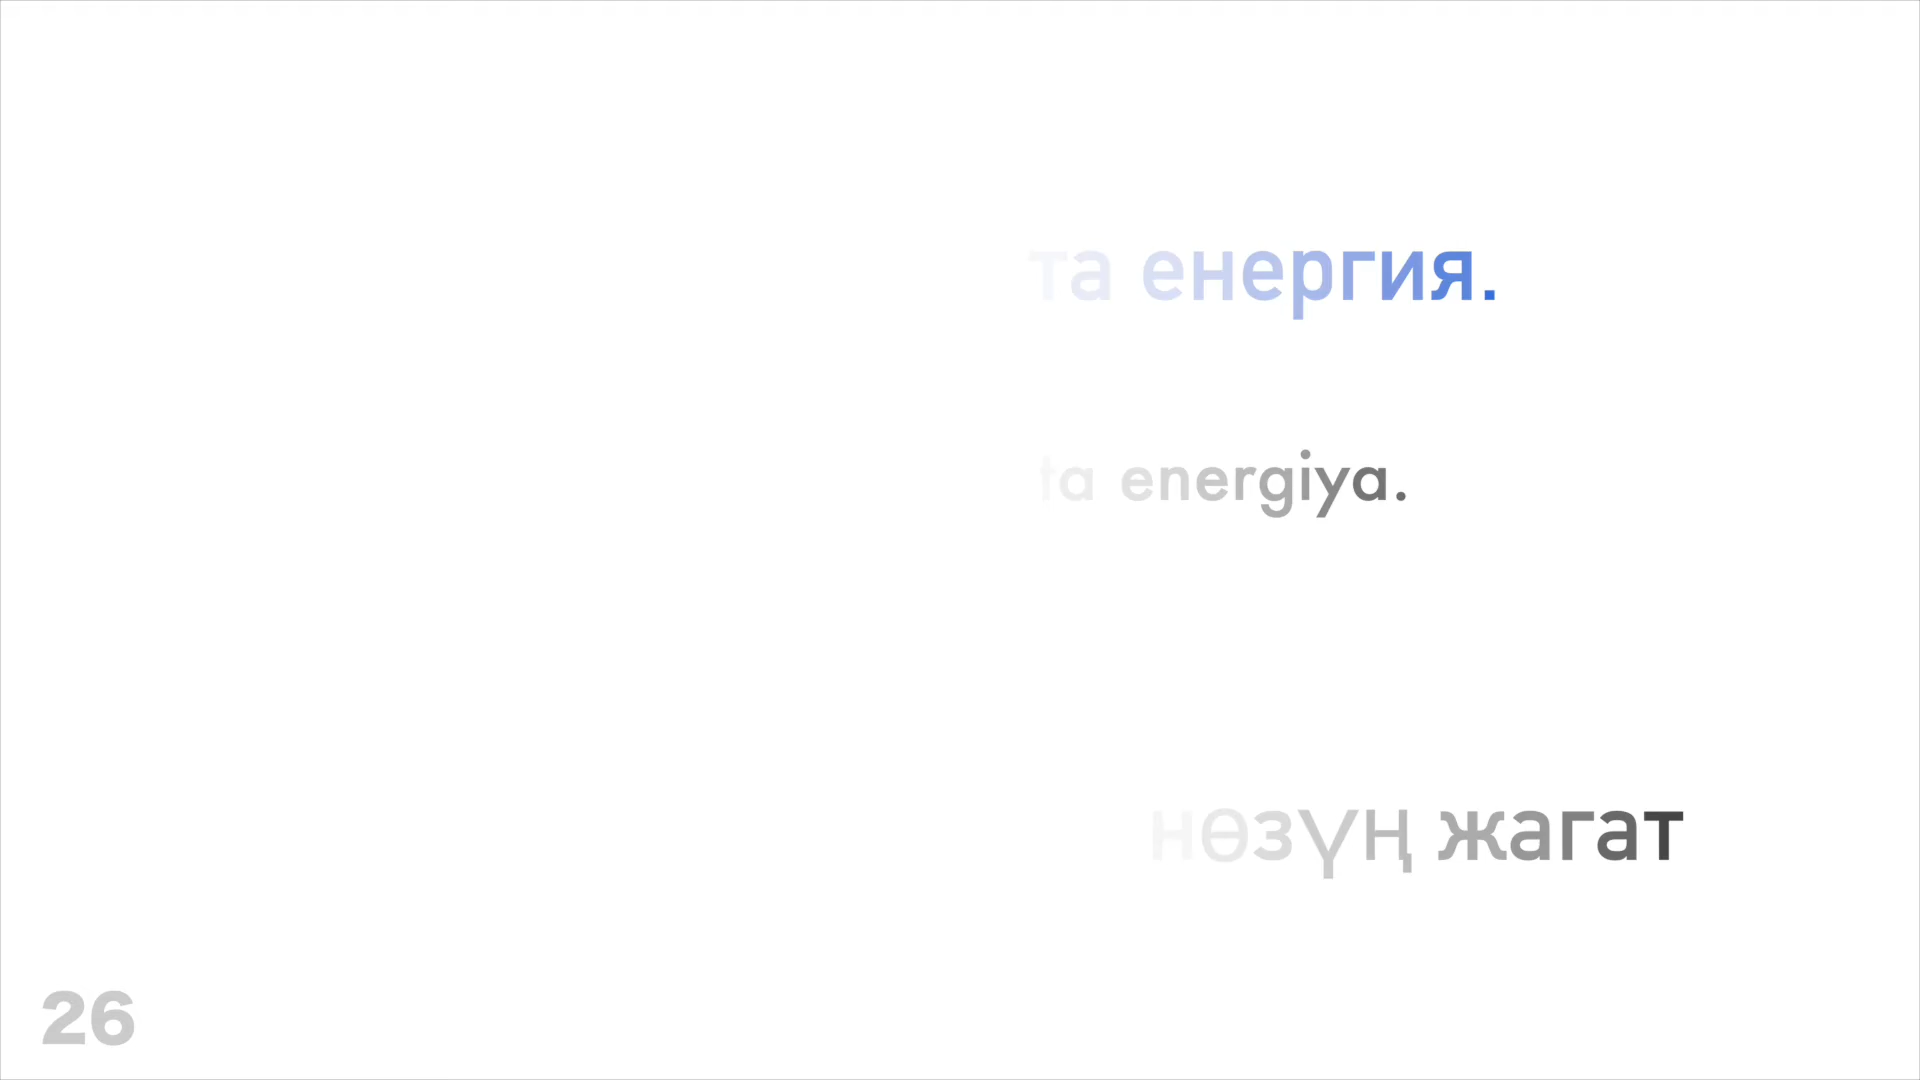 та енергия.
ta energiya.
нөзүң жагат
26